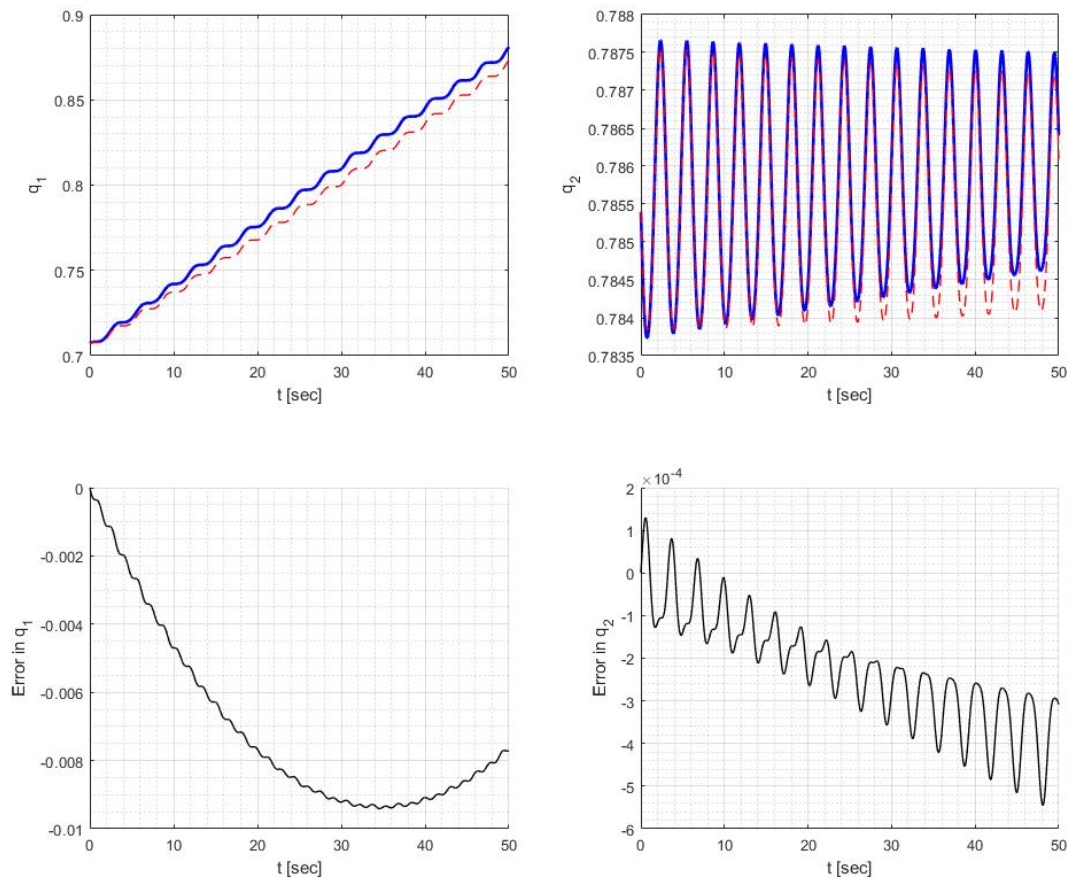 0.9
0.85
0.8
0.75
0.7
q₁
0 10 20 30 40 50
t [sec]
0.788
0.7875
0.787
0.7865
0.786
0.7855
0.785
0.7845
0.784
0.7835
q₂
0 10 20 30 40 50
t [sec]
0
-0.002
-0.004
-0.006
-0.008
-0.01
Error in q₁
0 10 20 30 40 50
t [sec]
×10⁻⁴
2
1
0
-1
-2
-3
-4
-5
-6
Error in q₂
0 10 20 30 40 50
t [sec]